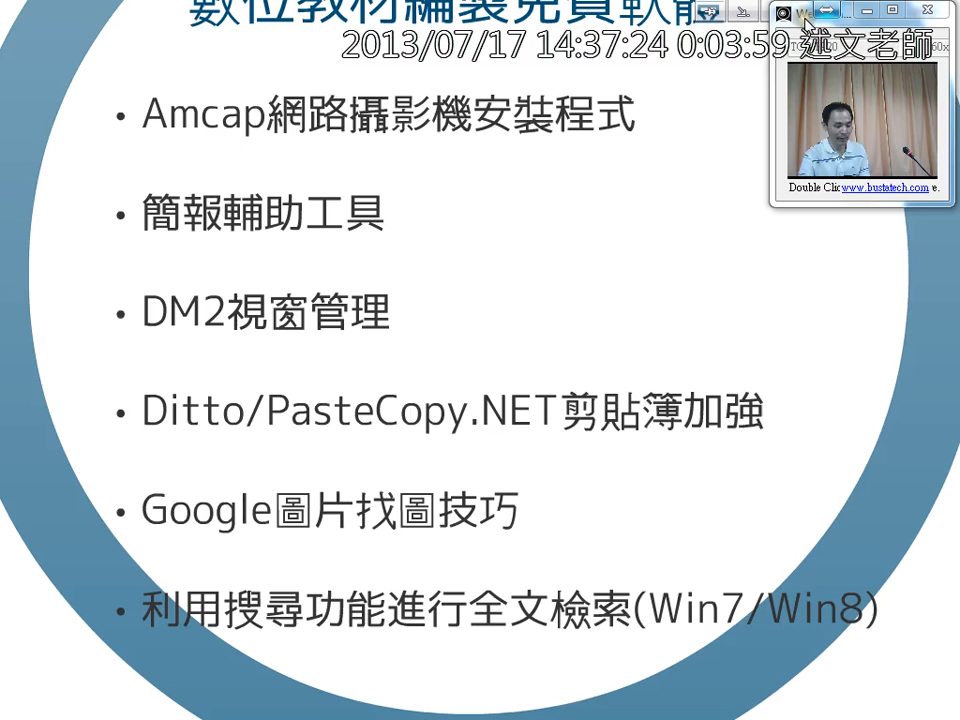 數位教材編製免費軟
2013/07/17 14:37:24 0:03:59 述文老師
Double Clic www.bustatech.com e.
• Amcap網路攝影機安裝程式
• 簡報輔助工具
• DM2視窗管理
• Ditto/PasteCopy.NET剪貼簿加強
• Google圖片找圖技巧
• 利用搜尋功能進行全文檢索(Win7/Win8)